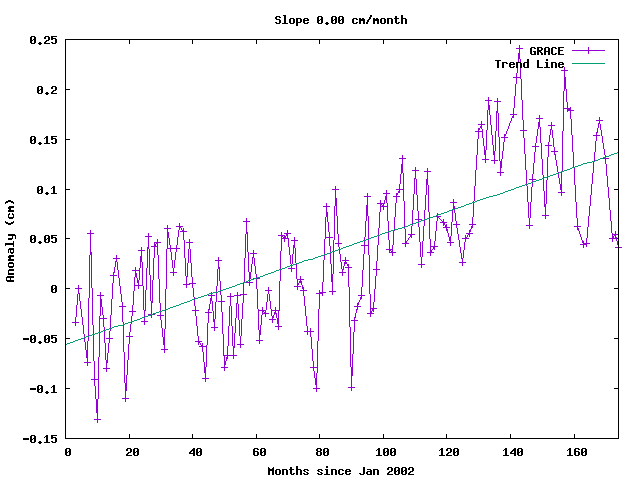 Slope 0.00 cm/month
GRACE
Trend Line
0.25
0.2
0.15
0.1
0.05
0
-0.05
-0.1
-0.15
Anomaly (cm)
0 20 40 60 80 100 120 140 160
Months since Jan 2002